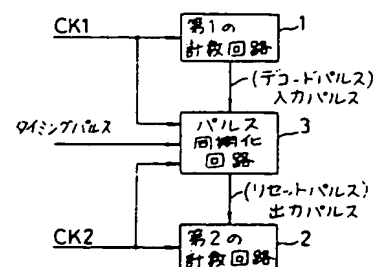 CK1
第1の
計数回路
1
(デコードパルス)
入力パルス
タイミングパルス
パルス
同期化
回路
3
(リセットパルス)
出力パルス
CK2
第2の
計数回路
2